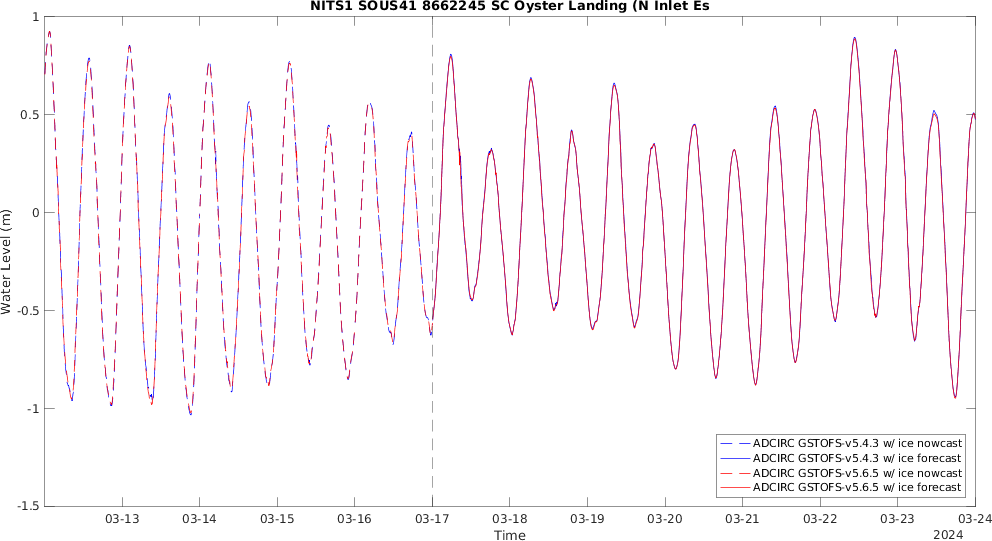 NITS1 SOUS41 8662245 SC Oyster Landing (N Inlet Es
1
0.5
0
-0.5
-1
-1.5
Water Level (m)
03-13 03-14 03-15 03-16 03-17 03-18 03-19 03-20 03-21 03-22 03-23 03-24
Time
2024
ADCIRC GSTOFS-v5.4.3 w/ ice nowcast
ADCIRC GSTOFS-v5.4.3 w/ ice forecast
ADCIRC GSTOFS-v5.6.5 w/ ice nowcast
ADCIRC GSTOFS-v5.6.5 w/ ice forecast